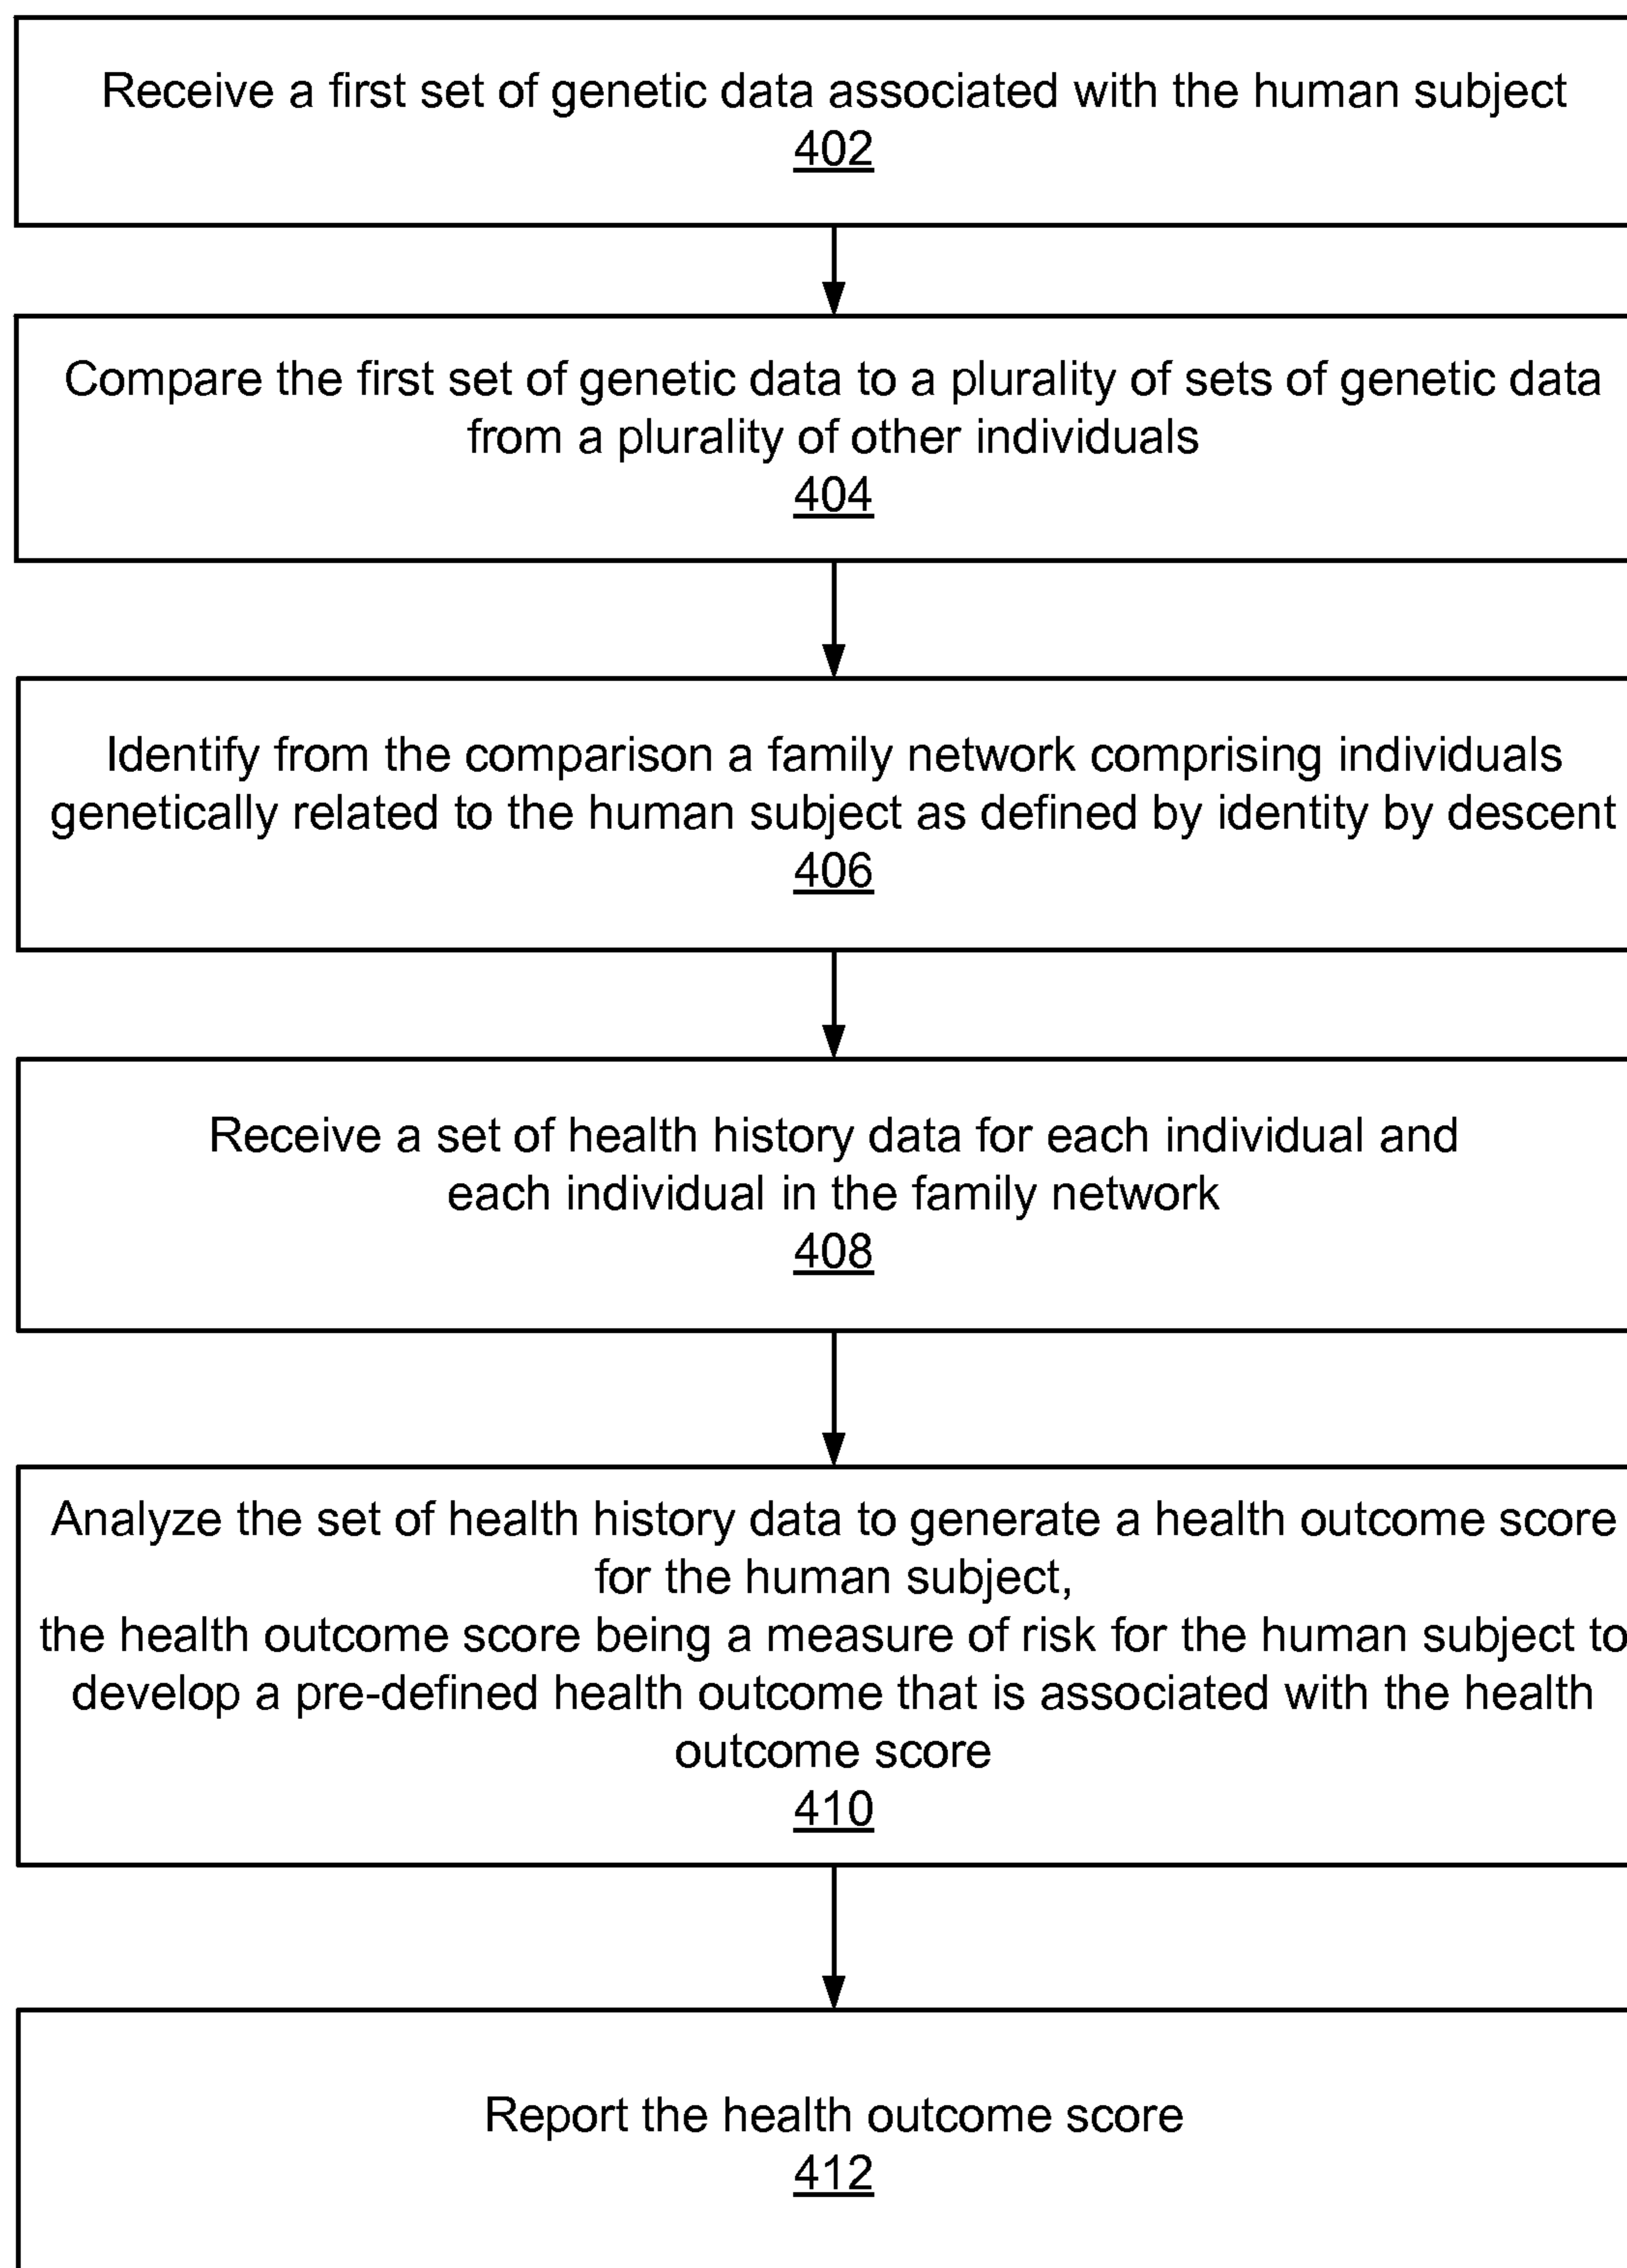 Receive a first set of genetic data associated with the human subject
402
Compare the first set of genetic data to a plurality of sets of genetic data
from a plurality of other individuals
404
Identify from the comparison a family network comprising individuals
genetically related to the human subject as defined by identity by descent
406
Receive a set of health history data for each individual and
each individual in the family network
408
Analyze the set of health history data to generate a health outcome score
for the human subject,
the health outcome score being a measure of risk for the human subject to
develop a pre-defined health outcome that is associated with the health
outcome score
410
Report the health outcome score
412